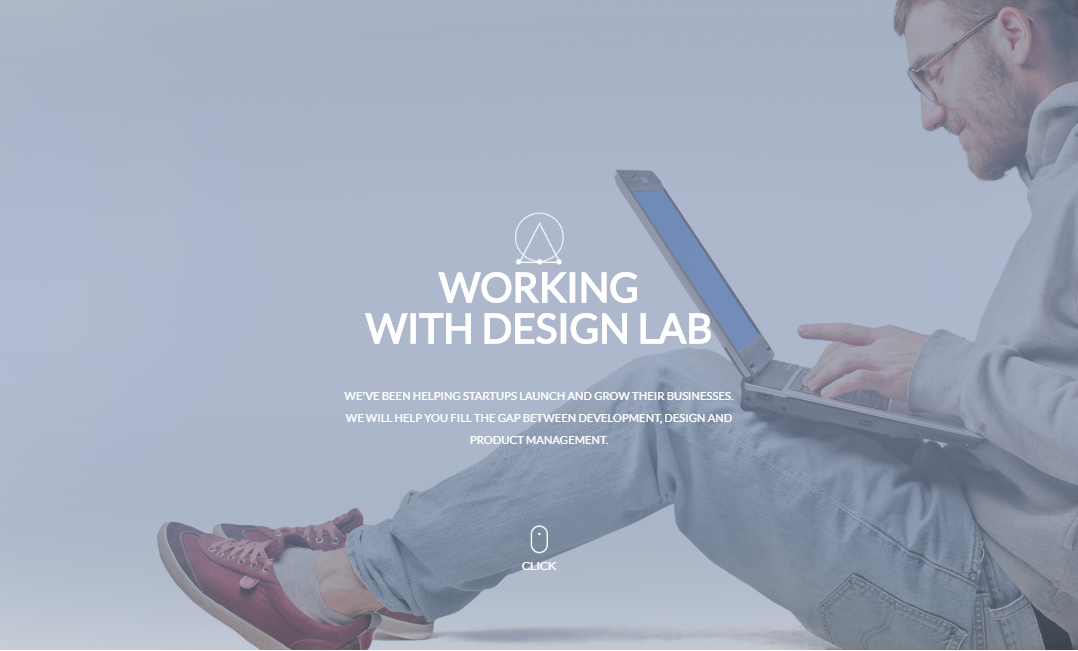 WORKING
WITH DESIGN LAB
WE'VE BEEN HELPING STARTUPS LAUNCH AND GROW THEIR BUSINESSES.
WE WILL HELP YOU FILL THE GAP BETWEEN DEVELOPMENT, DESIGN AND
PRODUCT MANAGEMENT.
CLICK